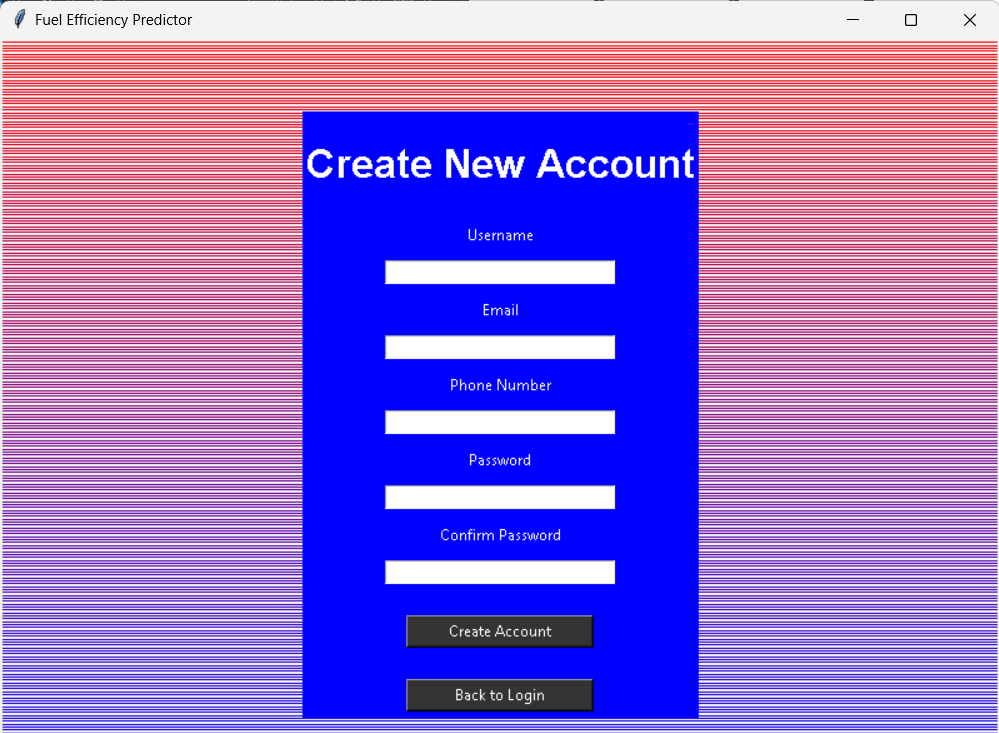 Fuel Efficiency Predictor
Create New Account
Username
Email
Phone Number
Password
Confirm Password
Create Account
Back to Login